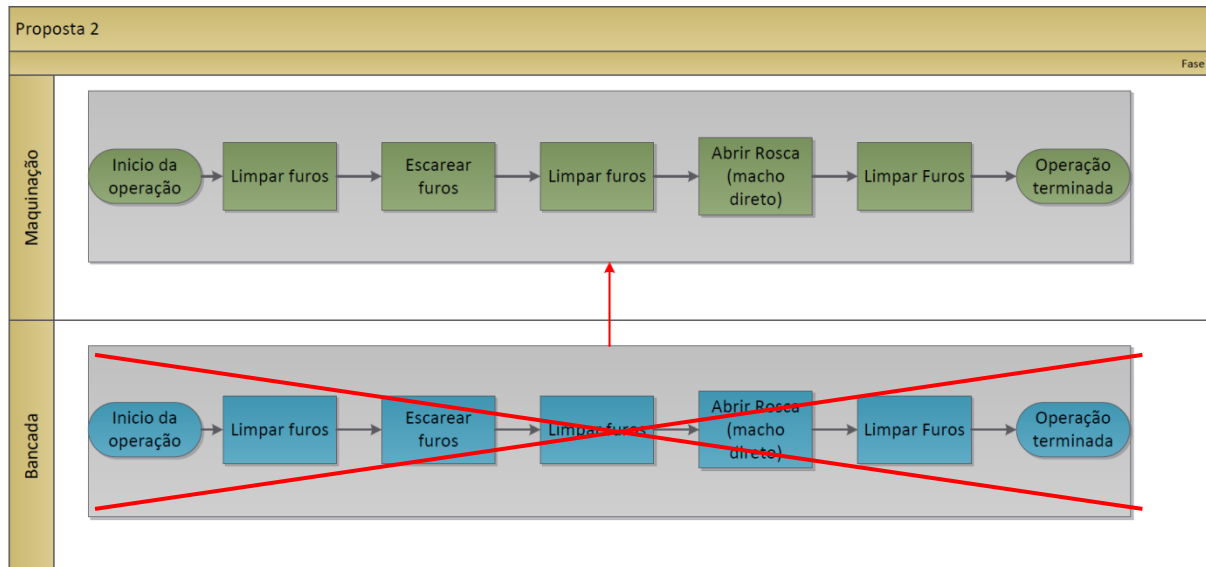 Proposta 2
Fase
Maquinação
Inicio da
operação
Limpar furos
Escarear
furos
Limpar furos
Abrir Rosca
(macho
direto)
Limpar Furos
Operação
terminada
Bancada
Inicio da
operação
Limpar furos
Escarear
furos
Limpar furos
Abrir Rosca
(macho
direto)
Limpar Furos
Operação
terminada